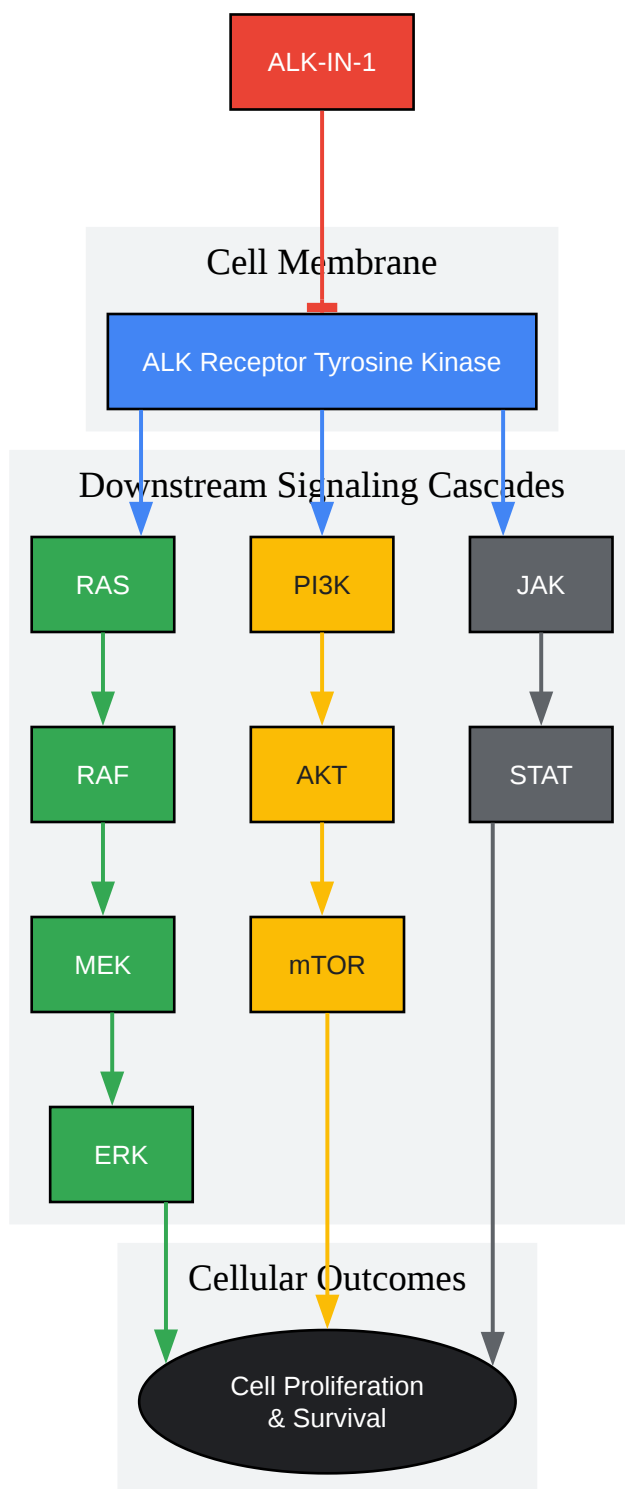 ALK-IN-1
Cell Membrane
ALK Receptor Tyrosine Kinase
Downstream Signaling Cascades
RAS
PI3K
JAK
RAF
AKT
STAT
MEK
mTOR
ERK
Cellular Outcomes
Cell Proliferation
& Survival